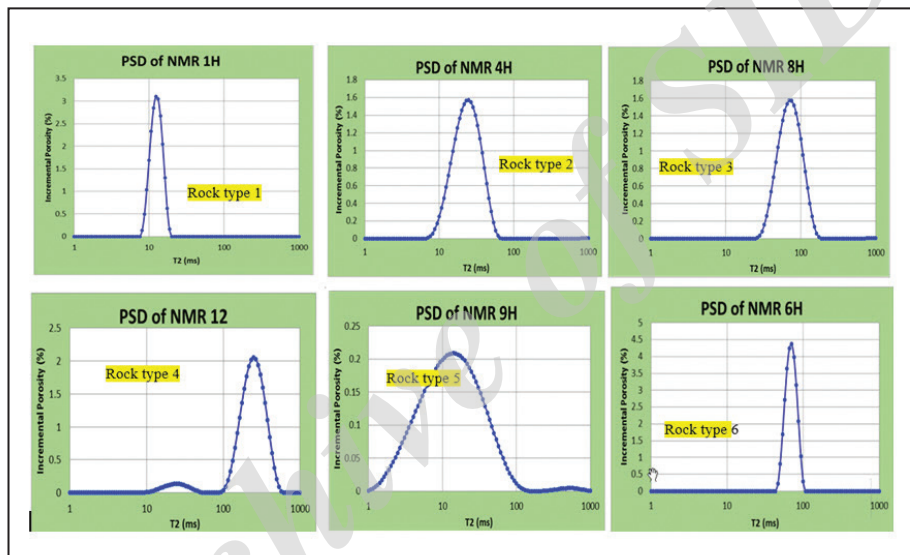 PSD of NMR 1H
Incremental Porosity (%)
3.5
3
2.5
2
1.5
1
0.5
0
Rock type 1
1 10 100 1000
T2 (ms)
PSD of NMR 4H
Incremental Porosity (%)
1.8
1.6
1.4
1.2
1
0.8
0.6
0.4
0.2
0
Rock type 2
1 10 100 1000
T2 (ms)
PSD of NMR 8H
Incremental Porosity (%)
1.8
1.6
1.4
1.2
1
0.8
0.6
0.4
0.2
0
Rock type 3
1 10 100 1000
T2 (ms)
PSD of NMR 12
Incremental Porosity (%)
2.5
2
1.5
1
0.5
0
Rock type 4
1 10 100 1000
T2 (ms)
PSD of NMR 9H
Incremental Porosity (%)
0.25
0.2
0.15
0.1
0.05
0
Rock type 5
1 10 100 1000
T2 (ms)
PSD of NMR 6H
Incremental Porosity (%)
5
4.5
4
3.5
3
2.5
2
1.5
1
0.5
0
Rock type 6
1 10 100 1000
T2 (ms)
hive of SI